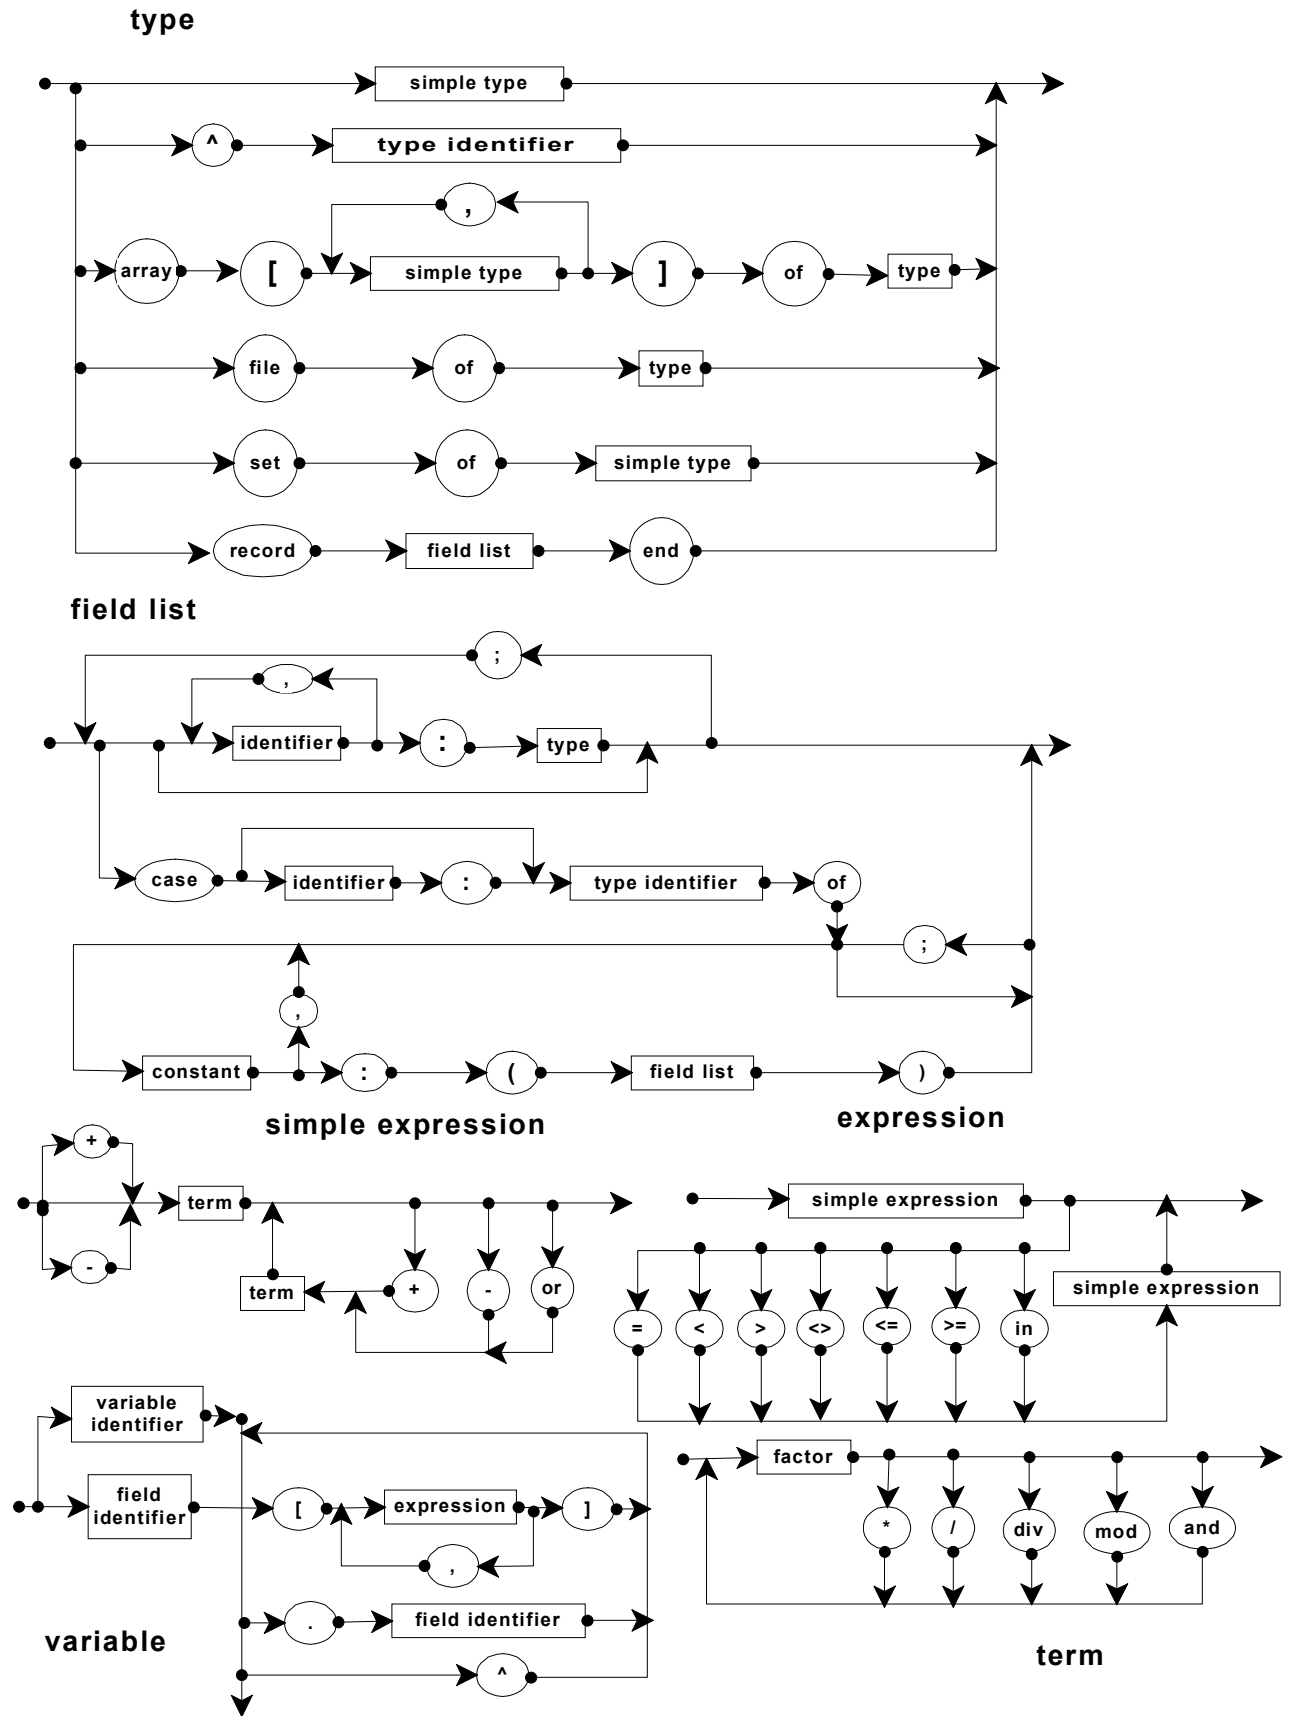 type
simple type
^ type identifier
,
array [ simple type ] of type
file of type
set of simple type
record field list end
field list
;
,
identifier : type
case identifier : type identifier of
;
,
constant : ( field list )
simple expression
+
term
-
term + - or
expression
simple expression
simple expression
= < > <> <= >= in
variable
identifier
field
identifier
[ expression ]
,
. field identifier
^
variable
factor
* / div mod and
term